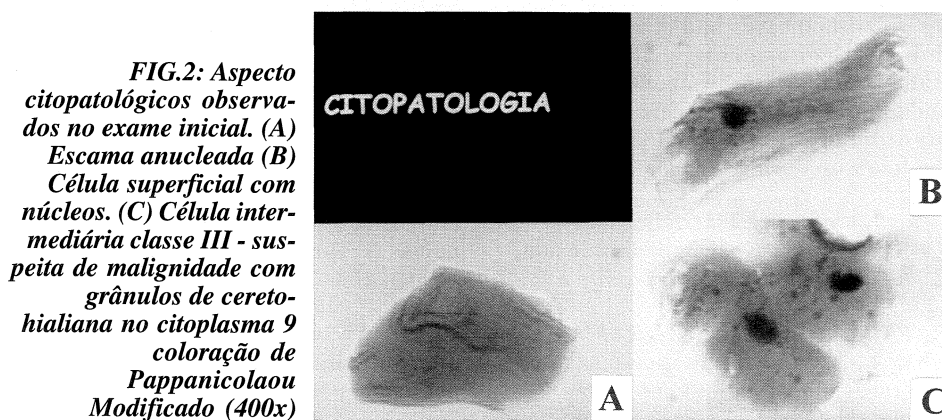 FIG.2: Aspecto
citopatológicos observa-
dos no exame inicial. (A)
Escama anucleada (B)
Célula superficial com
núcleos. (C) Célula inter-
mediária classe III - sus-
peita de malignidade com
grânulos de cereto-
hialiana no citoplasma 9
coloração de
Pappanicolaou
Modificado (400x)
CITOPATOLOGIA
B
A
C